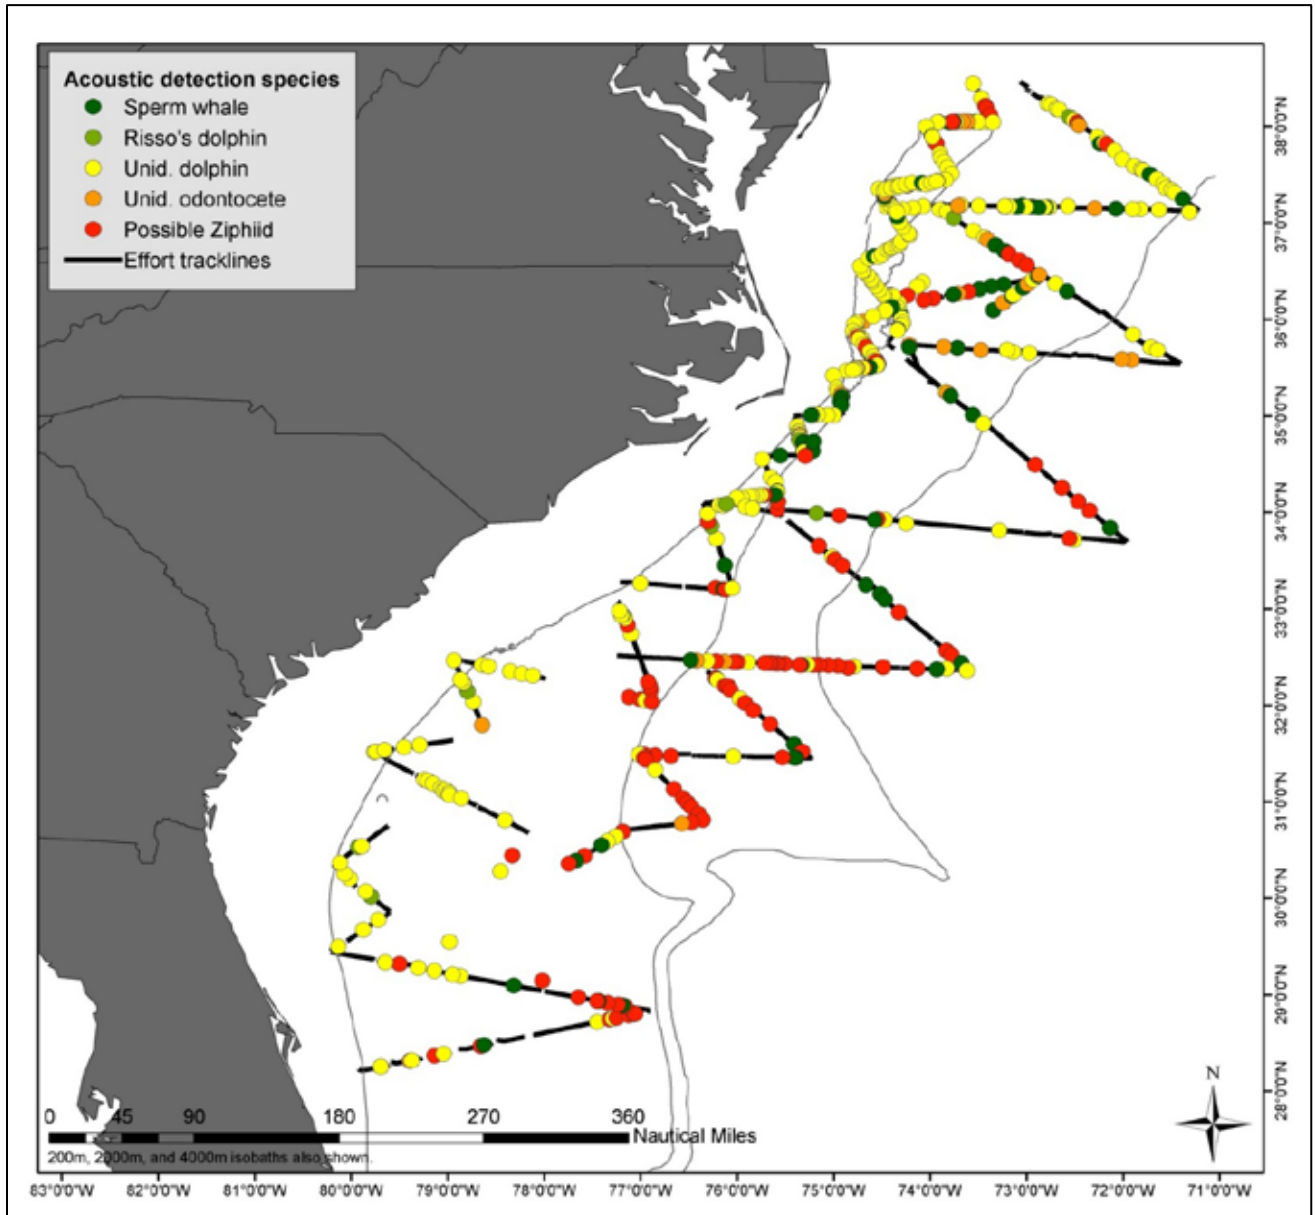 Acoustic detection species
Sperm whale
Risso's dolphin
Unid. dolphin
Unid. odontocete
Possible Ziphiid
Effort tracklines
38°0'0"N
37°0'0"N
36°0'0"N
35°0'0"N
34°0'0"N
33°0'0"N
32°0'0"N
31°0'0"N
30°0'0"N
29°0'0"N
28°0'0"N
N
0 45 90 180 270 360
Nautical Miles
200m, 2000m, and 4000m isobaths also shown.
83°0'0"W 82°0'0"W 81°0'0"W 80°0'0"W 79°0'0"W 78°0'0"W 77°0'0"W 76°0'0"W 75°0'0"W 74°0'0"W 73°0'0"W 72°0'0"W 71°0'0"W